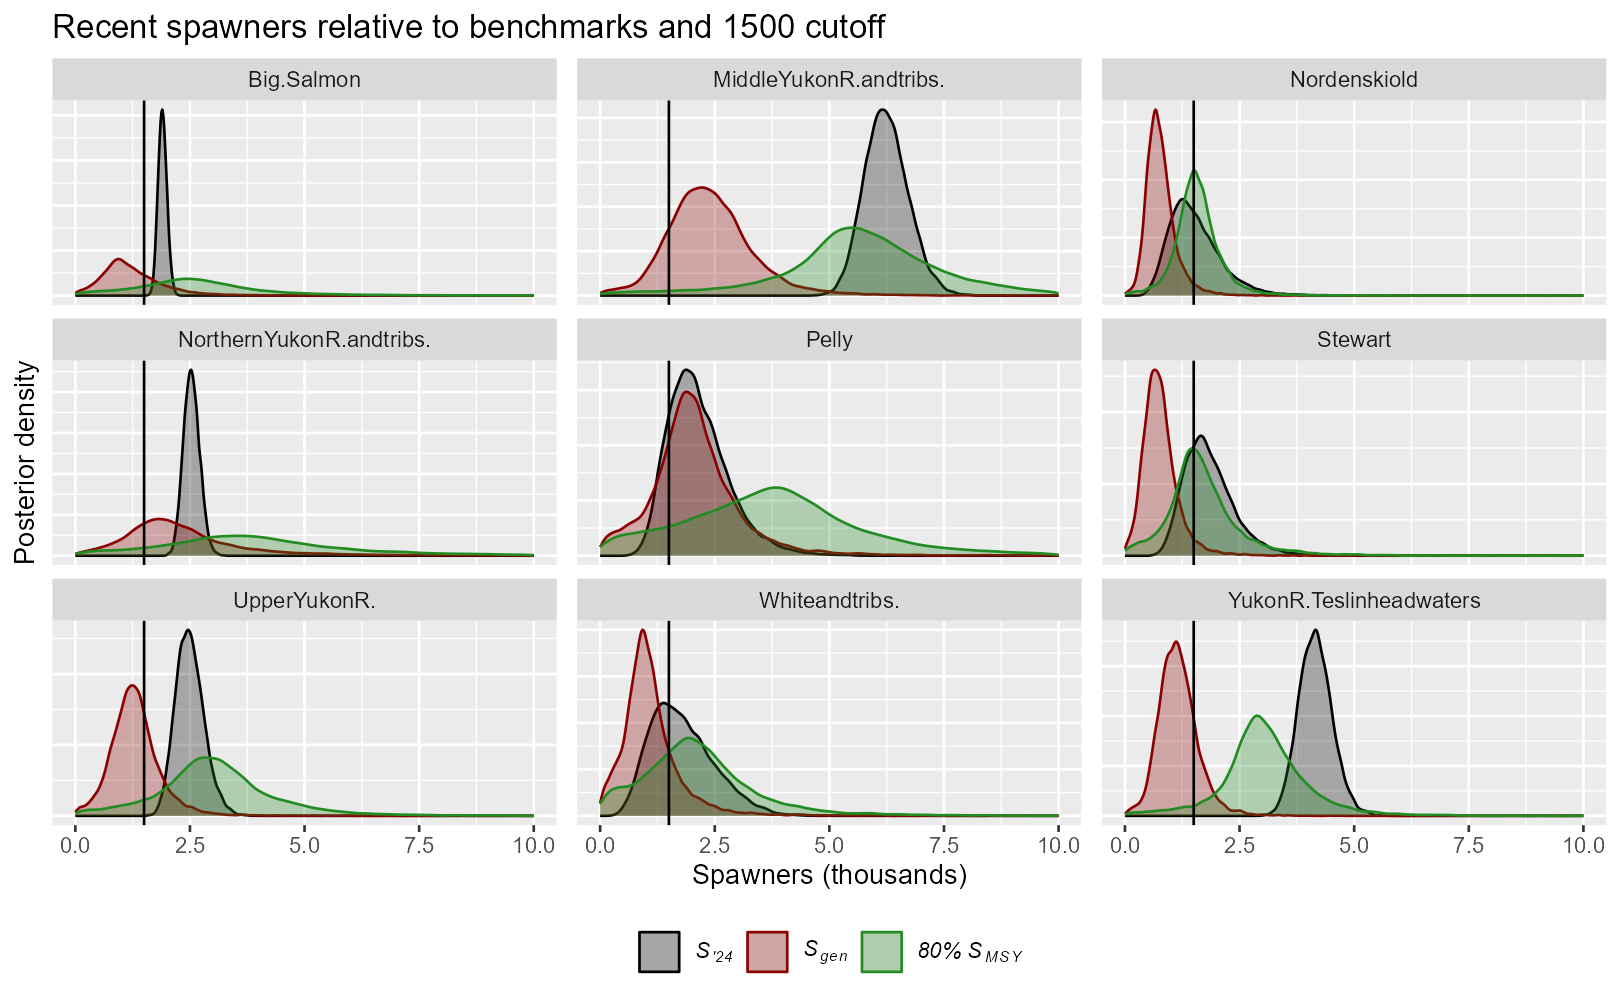 Recent spawners relative to benchmarks and 1500 cutoff
Big.Salmon
MiddleYukonR.andtribs.
Nordenskiold
NorthernYukonR.andtribs.
Pelly
Stewart
UpperYukonR.
Whiteandtribs.
YukonR.Teslinheadwaters
Posterior density
0.0 2.5 5.0 7.5 10.0
0.0 2.5 5.0 7.5 10.0
0.0 2.5 5.0 7.5 10.0
Spawners (thousands)
S'24 Sgen 80% SMSY